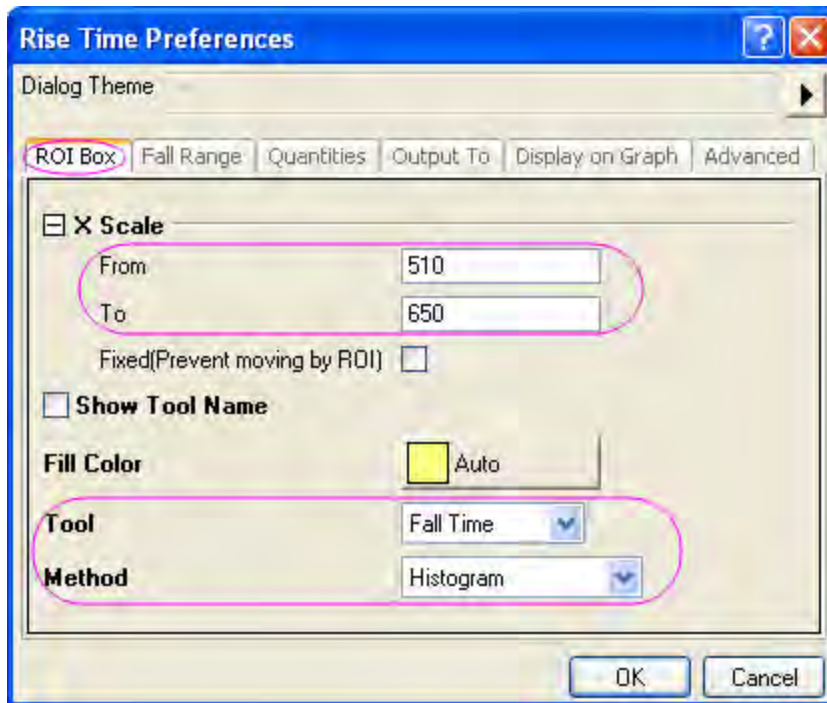 Rise Time Preferences
Dialog Theme
ROI Box Fall Range Quantities Output To Display on Graph Advanced
X Scale
From 510
To 650
Fixed(Prevent moving by ROI)
Show Tool Name
Fill Color Auto
Tool Fall Time
Method Histogram
OK Cancel